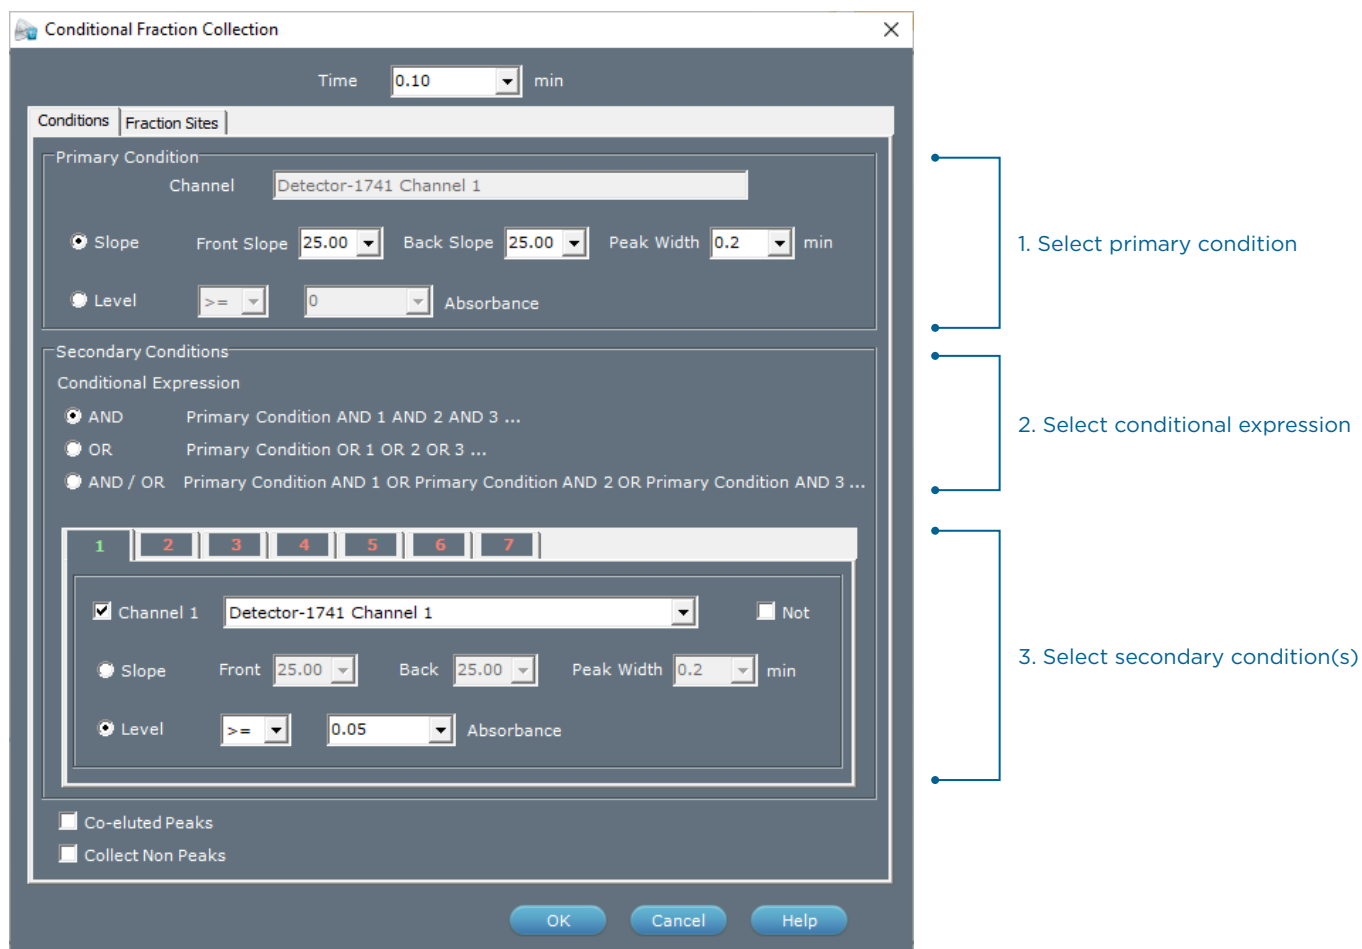 Conditional Fraction Collection
Time 0.10 min
Conditions Fraction Sites
Primary Condition
Channel Detector-1741 Channel 1
Slope Front Slope 25.00 Back Slope 25.00 Peak Width 0.2 min
1. Select primary condition
Level >= 0 Absorbance
Secondary Conditions
Conditional Expression
AND Primary Condition AND 1 AND 2 AND 3 ...
2. Select conditional expression
OR Primary Condition OR 1 OR 2 OR 3 ...
AND / OR Primary Condition AND 1 OR Primary Condition AND 2 OR Primary Condition AND 3 ...
1 2 3 4 5 6 7
Channel 1 Detector-1741 Channel 1 Not
3. Select secondary condition(s)
Slope Front 25.00 Back 25.00 Peak Width 0.2 min
Level >= 0.05 Absorbance
Co-eluted Peaks
Collect Non Peaks
OK Cancel Help